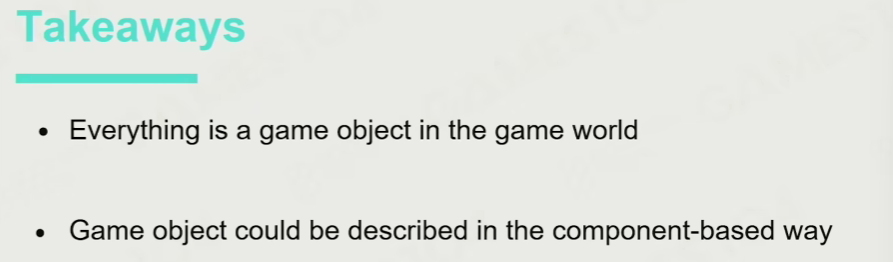 Takeaways
• Everything is a game object in the game world
• Game object could be described in the component-based way